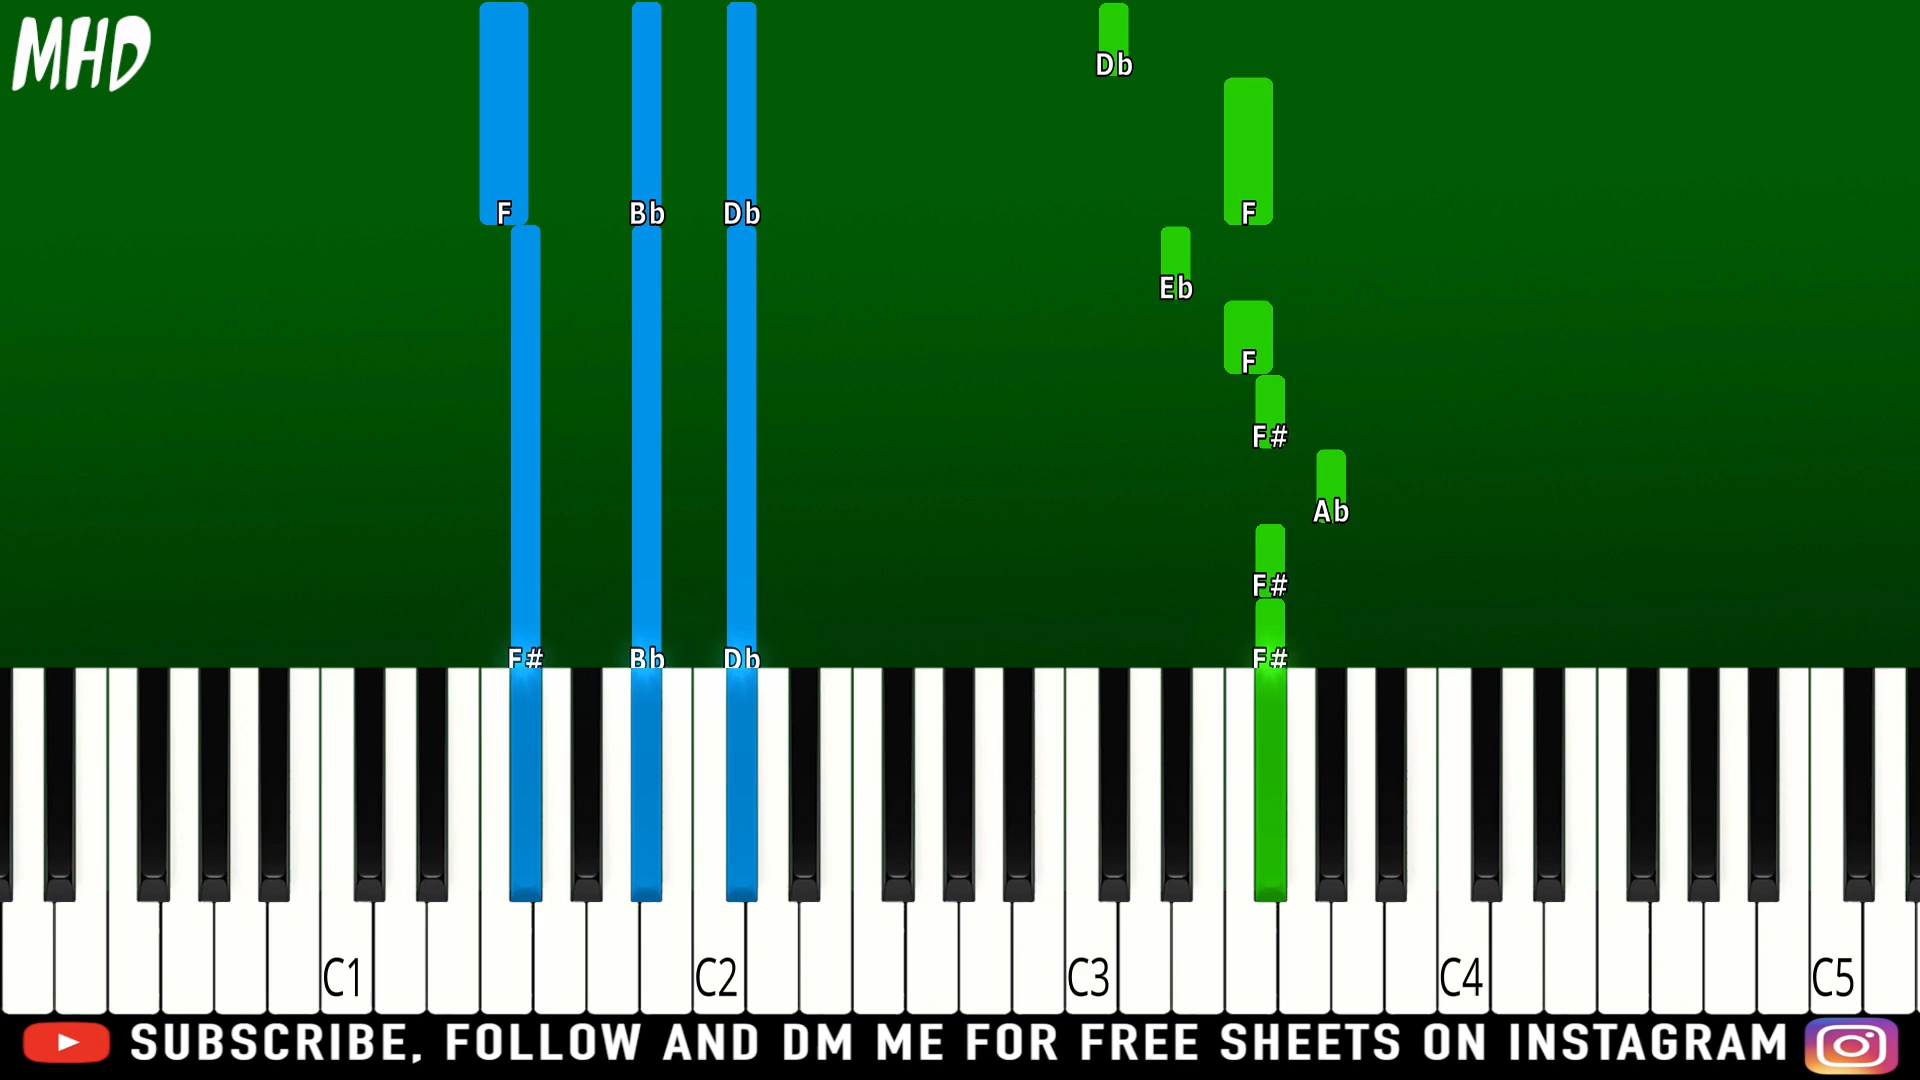 MHD
Db
F Bb Db F
Eb
F
F#
Ab
F#
F# Bb Db F#
C1 C2 C3 C4 C5
SUBSCRIBE, FOLLOW AND DM ME FOR FREE SHEETS ON INSTAGRAM